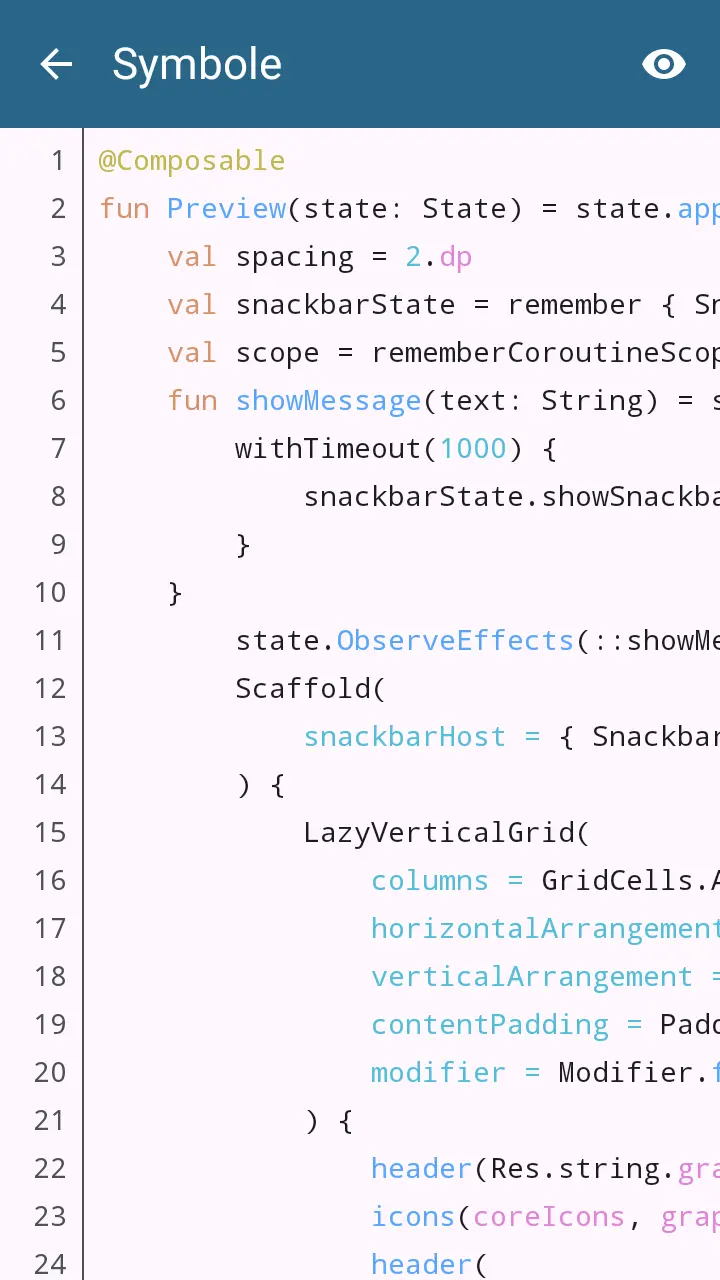 Symbole
1 @Composable
2 fun Preview(state: State) = state.app
3 val spacing = 2.dp
4 val snackbarState = remember { Sn
5 val scope = rememberCoroutineScop
6 fun showMessage(text: String) = s
7 withTimeout(1000) {
8 snackbarState.showSnackba
9 }
10 }
11 state.ObserveEffects(::showMe
12 Scaffold(
13 snackbarHost = { Snackbar
14 ) {
15 LazyVerticalGrid(
16 columns = GridCells.A
17 horizontalArrangement
18 verticalArrangement =
19 contentPadding = Padd
20 modifier = Modifier.f
21 ) {
22 header(Res.string.gra
23 icons(coreIcons, grap
24 header(